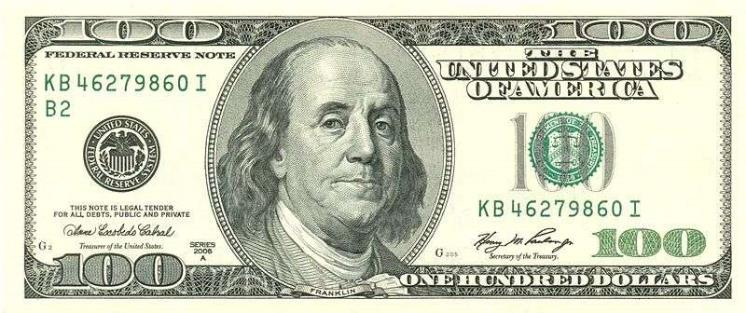 100
100
FEDERAL RESERVE NOTE
THE
UNITED STATES
OF AMERICA
KB 46279860 I
B2
100
UNITED STATES
FEDERAL RESERVE SYSTEM
THIS NOTE IS LEGAL TENDER
FOR ALL DEBTS, PUBLIC AND PRIVATE
KB 46279860 I
Anna Escobedo Cabral
Treasurer of the United States.
SERIES
2006
A
G 2
FRANKLIN
Henry M. Paulson, Jr.
Secretary of the Treasury.
100
100
ONE HUNDRED DOLLARS